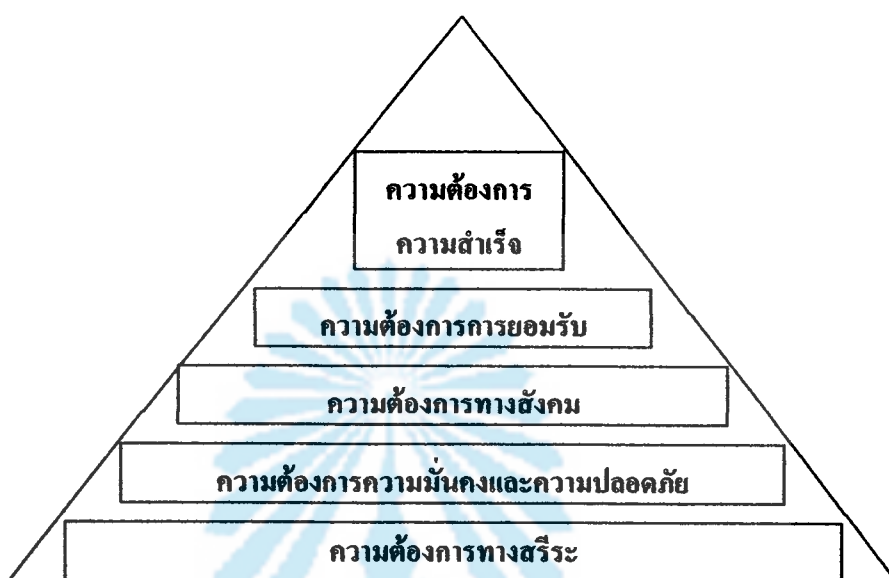 ความต้องการ
ความสำเร็จ
ความต้องการการยอมรับ
ความต้องการทางสังคม
ความต้องการความมั่นคงและความปลอดภัย
ความต้องการทางสรีระ